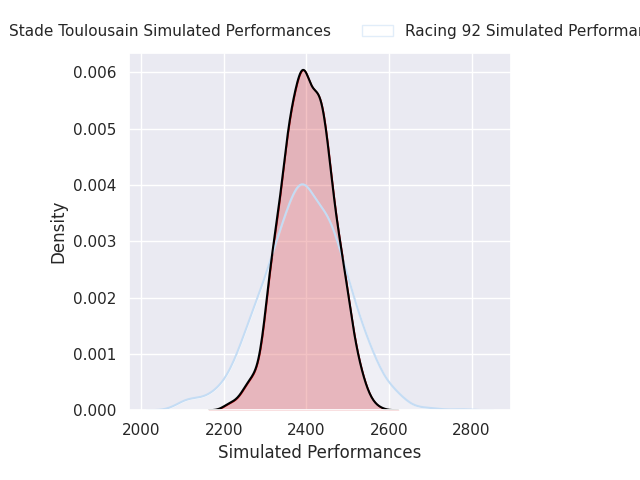 Stade Toulousain Simulated Performances Racing 92 Simulated
0.006
0.005
0.004
0.003
0.002
0.001
0.000
Density
2000 2200 2400 2600 2800
Simulated Performances